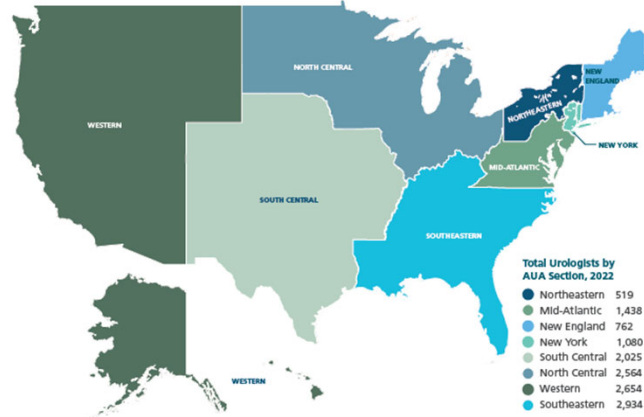 NORTH CENTRAL
NEW
ENGLAND
NORTHEASTERN
WESTERN
NEW YORK
MID-ATLANTIC
SOUTH CENTRAL
SOUTHEASTERN
WESTERN
Total Urologists by
AUA Section, 2022
Northeastern 519
Mid-Atlantic 1,438
New England 762
New York 1,080
South Central 2,025
North Central 2,564
Western 2,654
Southeastern 2,934